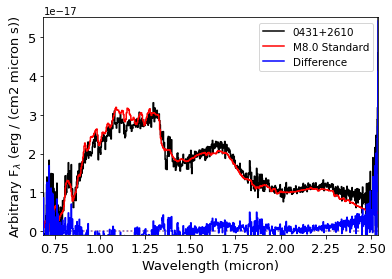 1e−17
0431+2610
M8.0 Standard
Difference
Arbitrary Fλ (erg / (cm2 micron s))
5
4
3
2
1
0
0.75 1.00 1.25 1.50 1.75 2.00 2.25 2.50
Wavelength (micron)